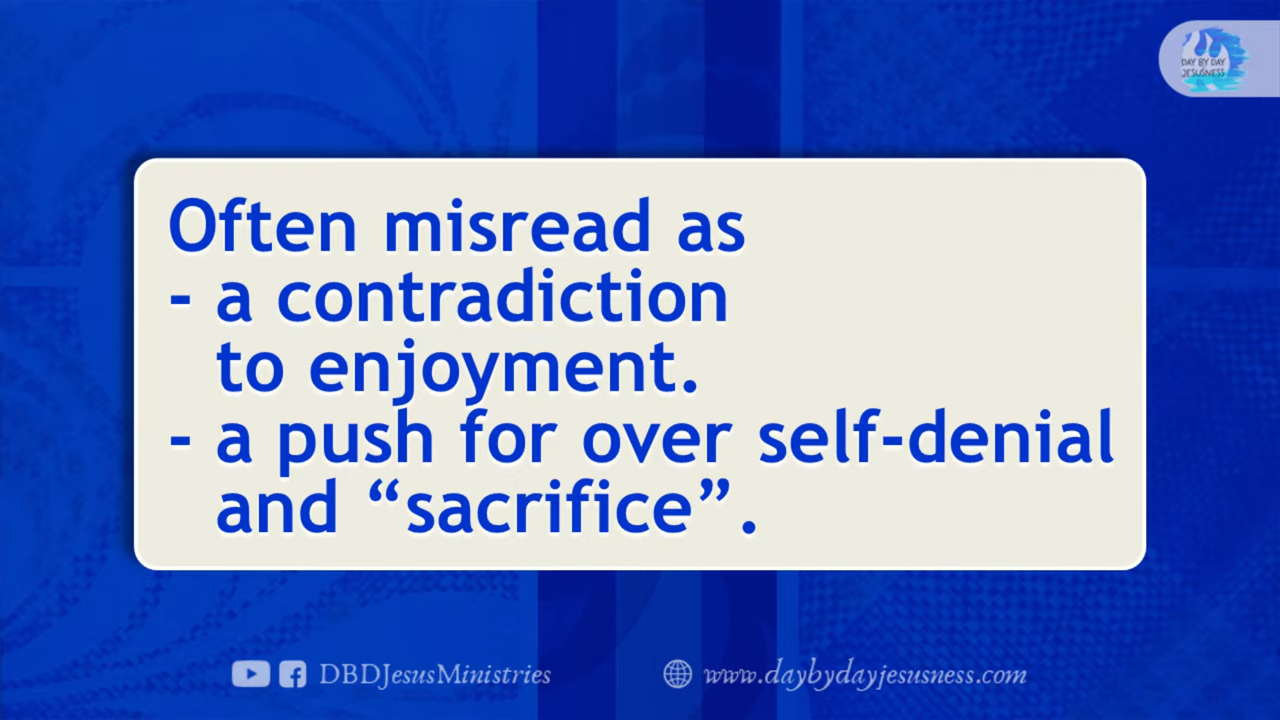 DAY BY DAY
JESUSNESS
Often misread as
- a contradiction
to enjoyment.
- a push for over self-denial
and “sacrifice”.
DBDJesusMinistries
www.daybydayjesusness.com